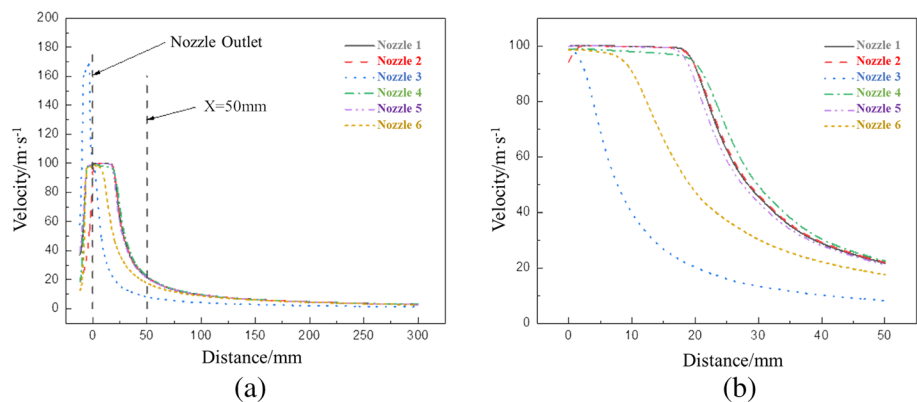 200
180
160
140
120
100
80
60
40
20
0
Velocity/m·s⁻¹
Nozzle Outlet
X=50mm
Nozzle 1
Nozzle 2
Nozzle 3
Nozzle 4
Nozzle 5
Nozzle 6
0 50 100 150 200 250 300
Distance/mm
(a)
100
80
60
40
20
0
Velocity/m·s⁻¹
Nozzle 1
Nozzle 2
Nozzle 3
Nozzle 4
Nozzle 5
Nozzle 6
0 10 20 30 40 50
Distance/mm
(b)